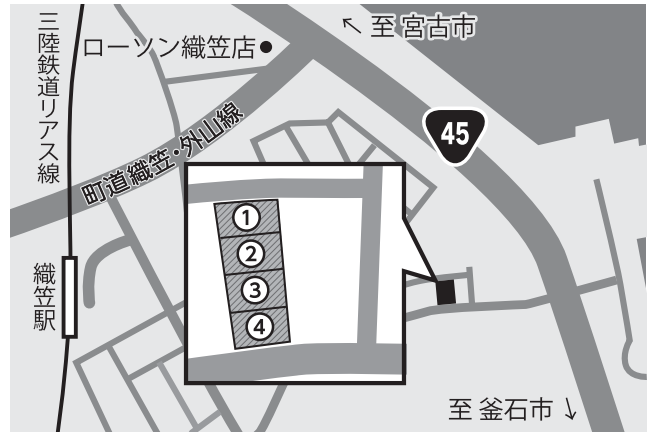 三陸鉄道リアス線
ローソン織笠店
↖ 至 宮古市
45
町道織笠・外山線
①
②
③
④
織笠駅
至 釜石市 ↓